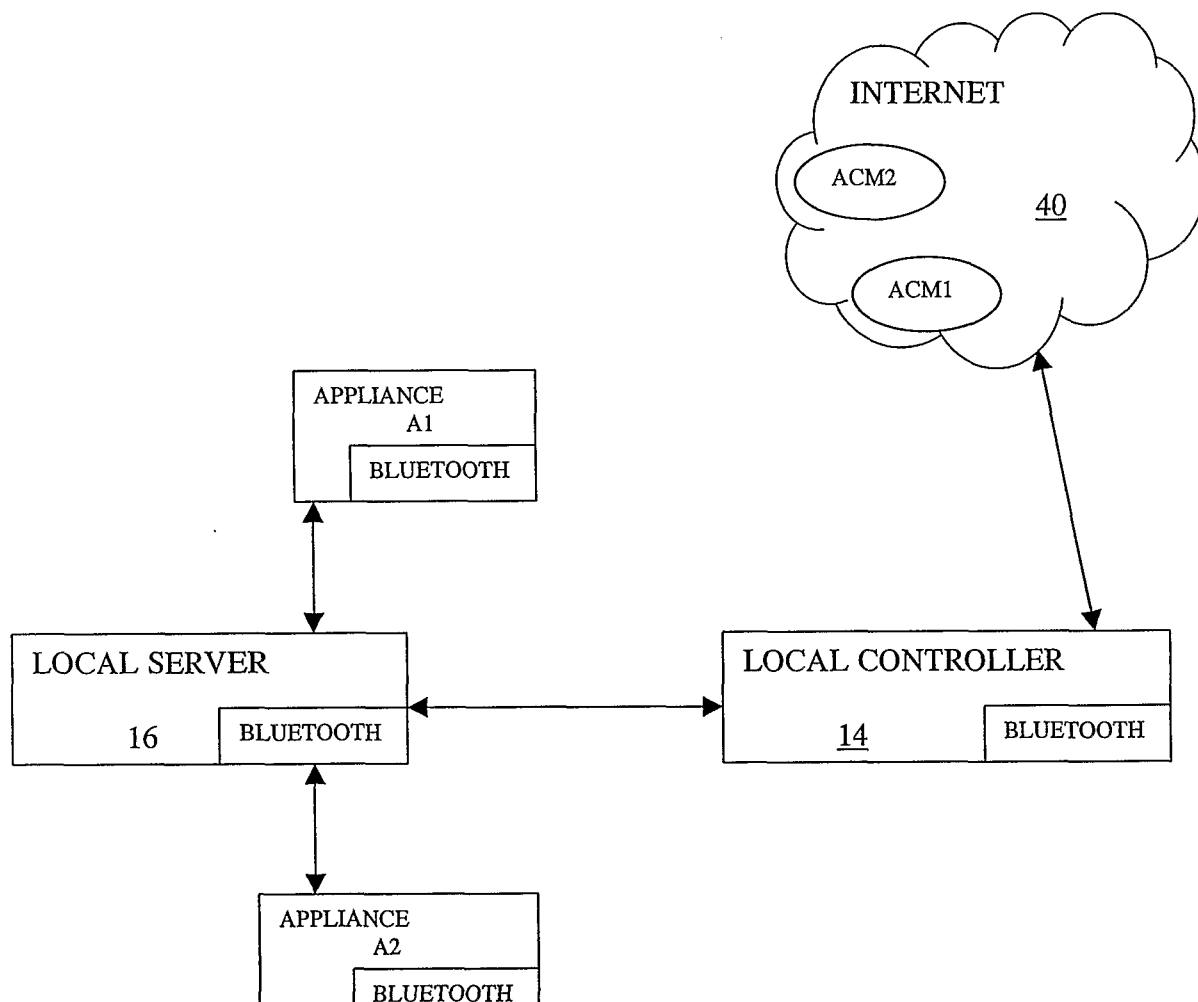 INTERNET
ACM2
40
ACM1
APPLIANCE
A1
BLUETOOTH
LOCAL SERVER
16
BLUETOOTH
LOCAL CONTROLLER
14
BLUETOOTH
APPLIANCE
A2
BLUETOOTH